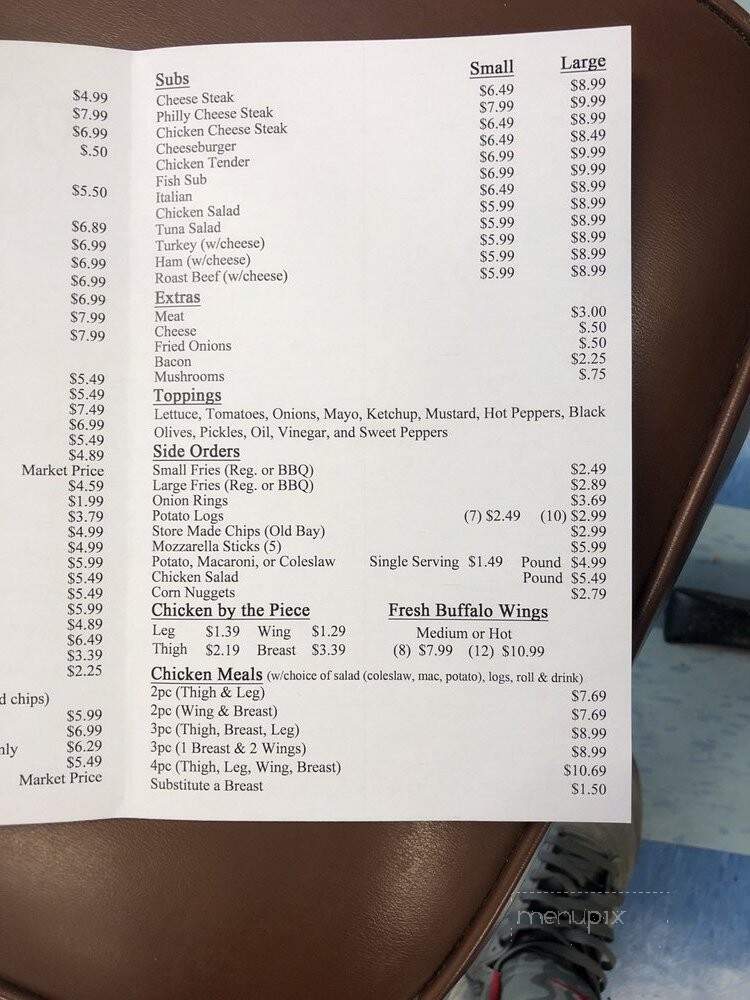 $4.99
$7.99
$6.99
$.50
$5.50
$6.89
$6.99
$6.99
$6.99
$6.99
$7.99
$7.99
$5.49
$5.49
$7.49
$6.99
$5.49
$4.89
Market Price
$4.59
$1.99
$3.79
$4.99
$4.99
$5.99
$5.49
$5.49
$5.99
$4.89
$6.49
$3.39
$2.25
d chips)
$5.99
$6.99
nly $6.29
$5.49
Market Price
Subs Small Large
Cheese Steak $6.49 $8.99
Philly Cheese Steak $7.99 $9.99
Chicken Cheese Steak $6.49 $8.99
Cheeseburger $6.49 $8.49
Chicken Tender $6.99 $9.99
Fish Sub $6.99 $9.99
Italian $6.49 $8.99
Chicken Salad $5.99 $8.99
Tuna Salad $5.99 $8.99
Turkey (w/cheese) $5.99 $8.99
Ham (w/cheese) $5.99 $8.99
Roast Beef (w/cheese) $5.99 $8.99
Extras
Meat $3.00
Cheese $.50
Fried Onions $.50
Bacon $2.25
Mushrooms $.75
Toppings
Lettuce, Tomatoes, Onions, Mayo, Ketchup, Mustard, Hot Peppers, Black
Olives, Pickles, Oil, Vinegar, and Sweet Peppers
Side Orders
Small Fries (Reg. or BBQ) $2.49
Large Fries (Reg. or BBQ) $2.89
Onion Rings $3.69
Potato Logs (7) $2.49 (10) $2.99
Store Made Chips (Old Bay) $2.99
Mozzarella Sticks (5) $5.99
Potato, Macaroni, or Coleslaw Single Serving $1.49 Pound $4.99
Chicken Salad Pound $5.49
Corn Nuggets $2.79
Chicken by the Piece Fresh Buffalo Wings
Leg $1.39 Wing $1.29 Medium or Hot
Thigh $2.19 Breast $3.39 (8) $7.99 (12) $10.99
Chicken Meals (w/choice of salad (coleslaw, mac, potato), logs, roll & drink)
2pc (Thigh & Leg) $7.69
2pc (Wing & Breast) $7.69
3pc (Thigh, Breast, Leg) $8.99
3pc (1 Breast & 2 Wings) $8.99
4pc (Thigh, Leg, Wing, Breast) $10.69
Substitute a Breast $1.50
menupix